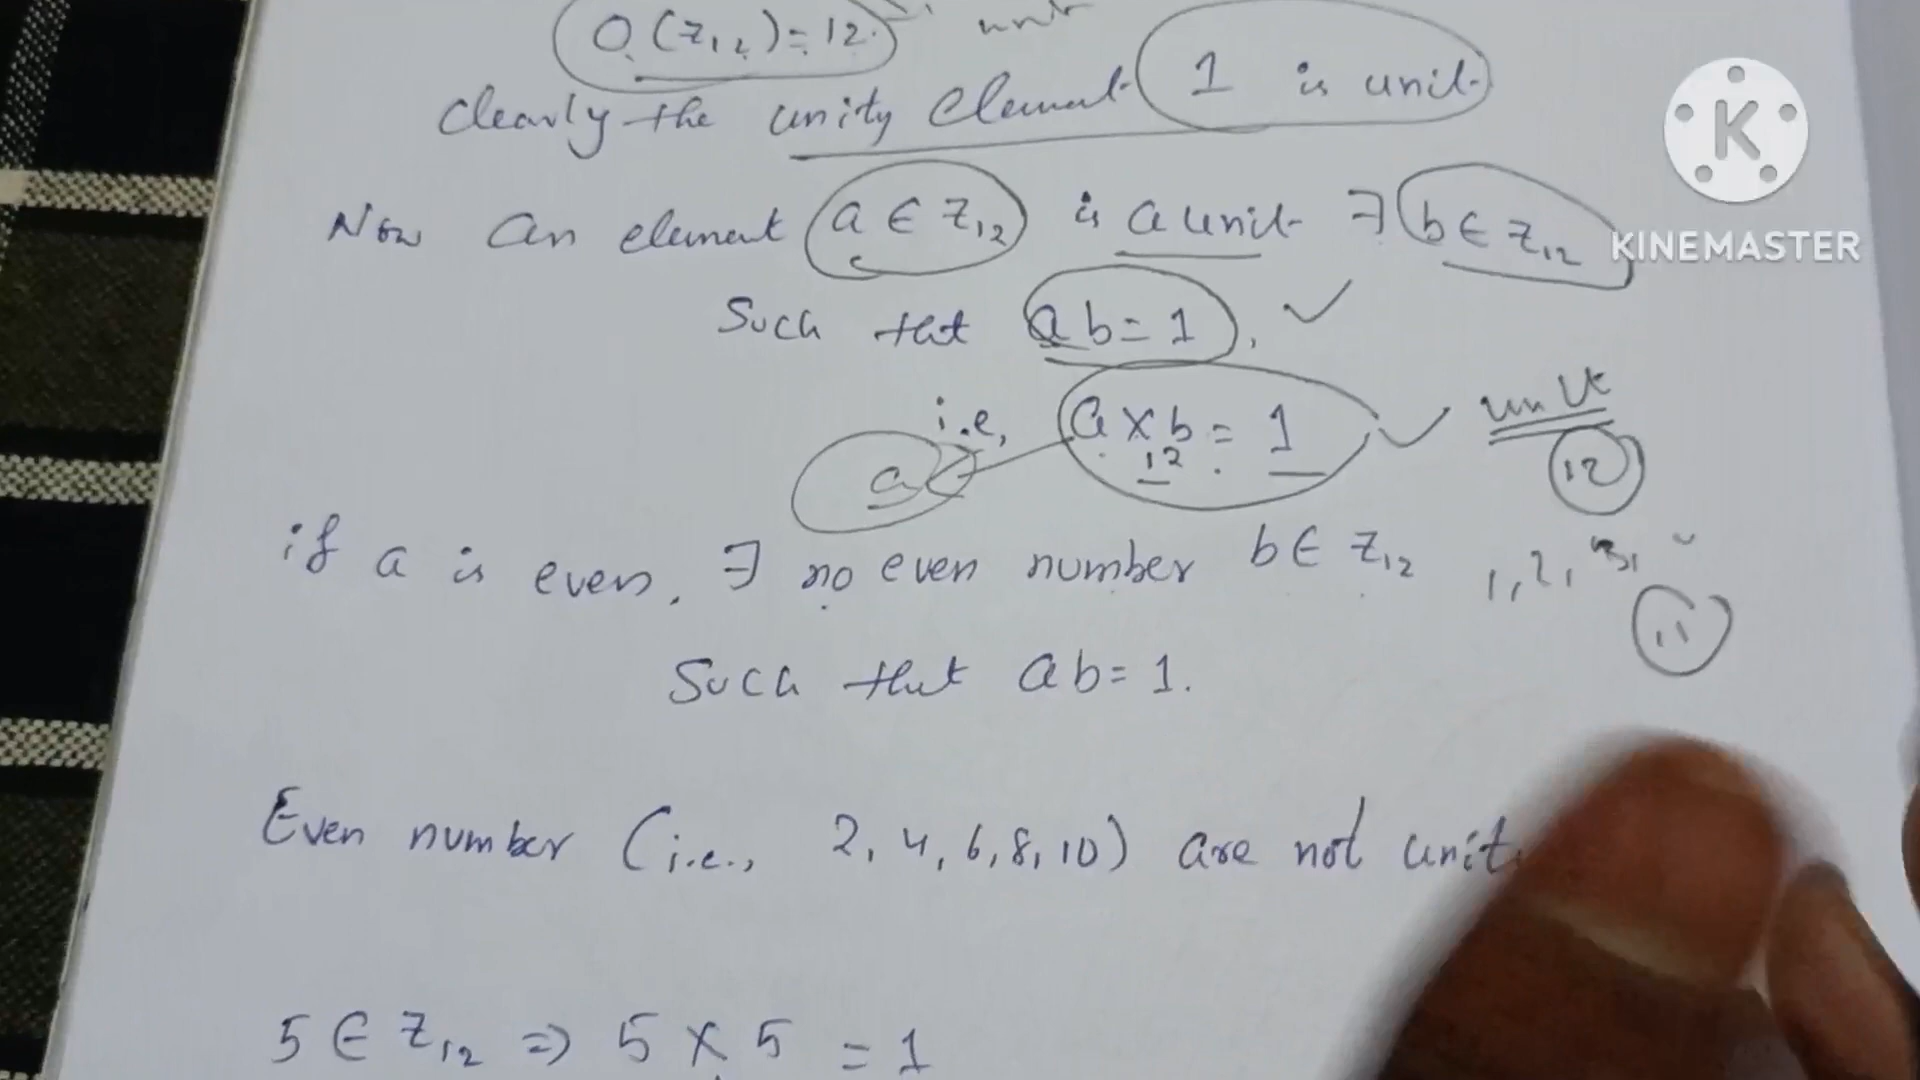 O(Z12)=12.
unit
clearly the unity element 1 is unit.
K
KINEMASTER
Now an element a ∈ Z12 is a unit ∃ b ∈ Z12
Such that ab=1.
i.e, a ×12 b = 1
unit
12
a
if a is even, ∃ no even number b ∈ Z12
1, 2, 3,
11
Such that ab=1.
Even number (i.e., 2, 4, 6, 8, 10) are not unit
5 ∈ Z12 ⇒ 5 × 5 = 1